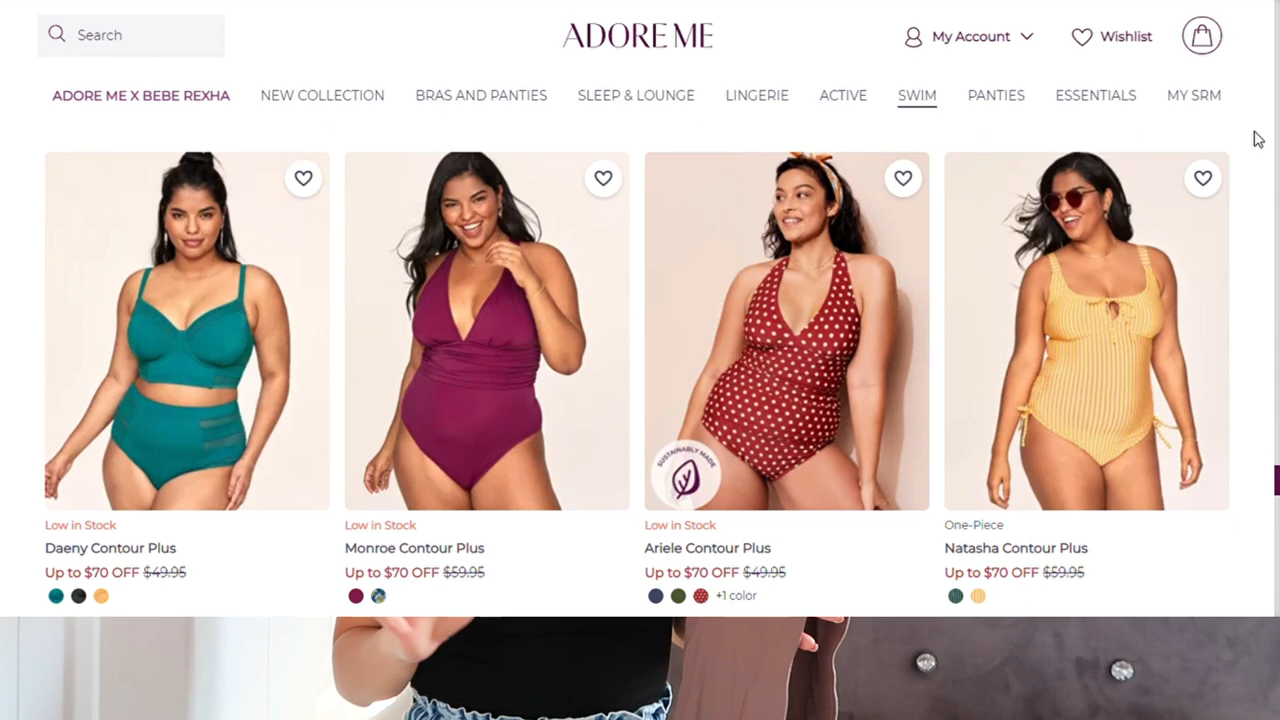 Search
ADORE ME
My Account
Wishlist
ADORE ME X BEBE REXHA
NEW COLLECTION
BRAS AND PANTIES
SLEEP & LOUNGE
LINGERIE
ACTIVE
SWIM
PANTIES
ESSENTIALS
MY SRM
SUSTAINABLY MADE
Low in Stock
Daeny Contour Plus
Up to $70 OFF $49.95
Low in Stock
Monroe Contour Plus
Up to $70 OFF $59.95
Low in Stock
Ariele Contour Plus
Up to $70 OFF $49.95
+1 color
One-Piece
Natasha Contour Plus
Up to $70 OFF $59.95